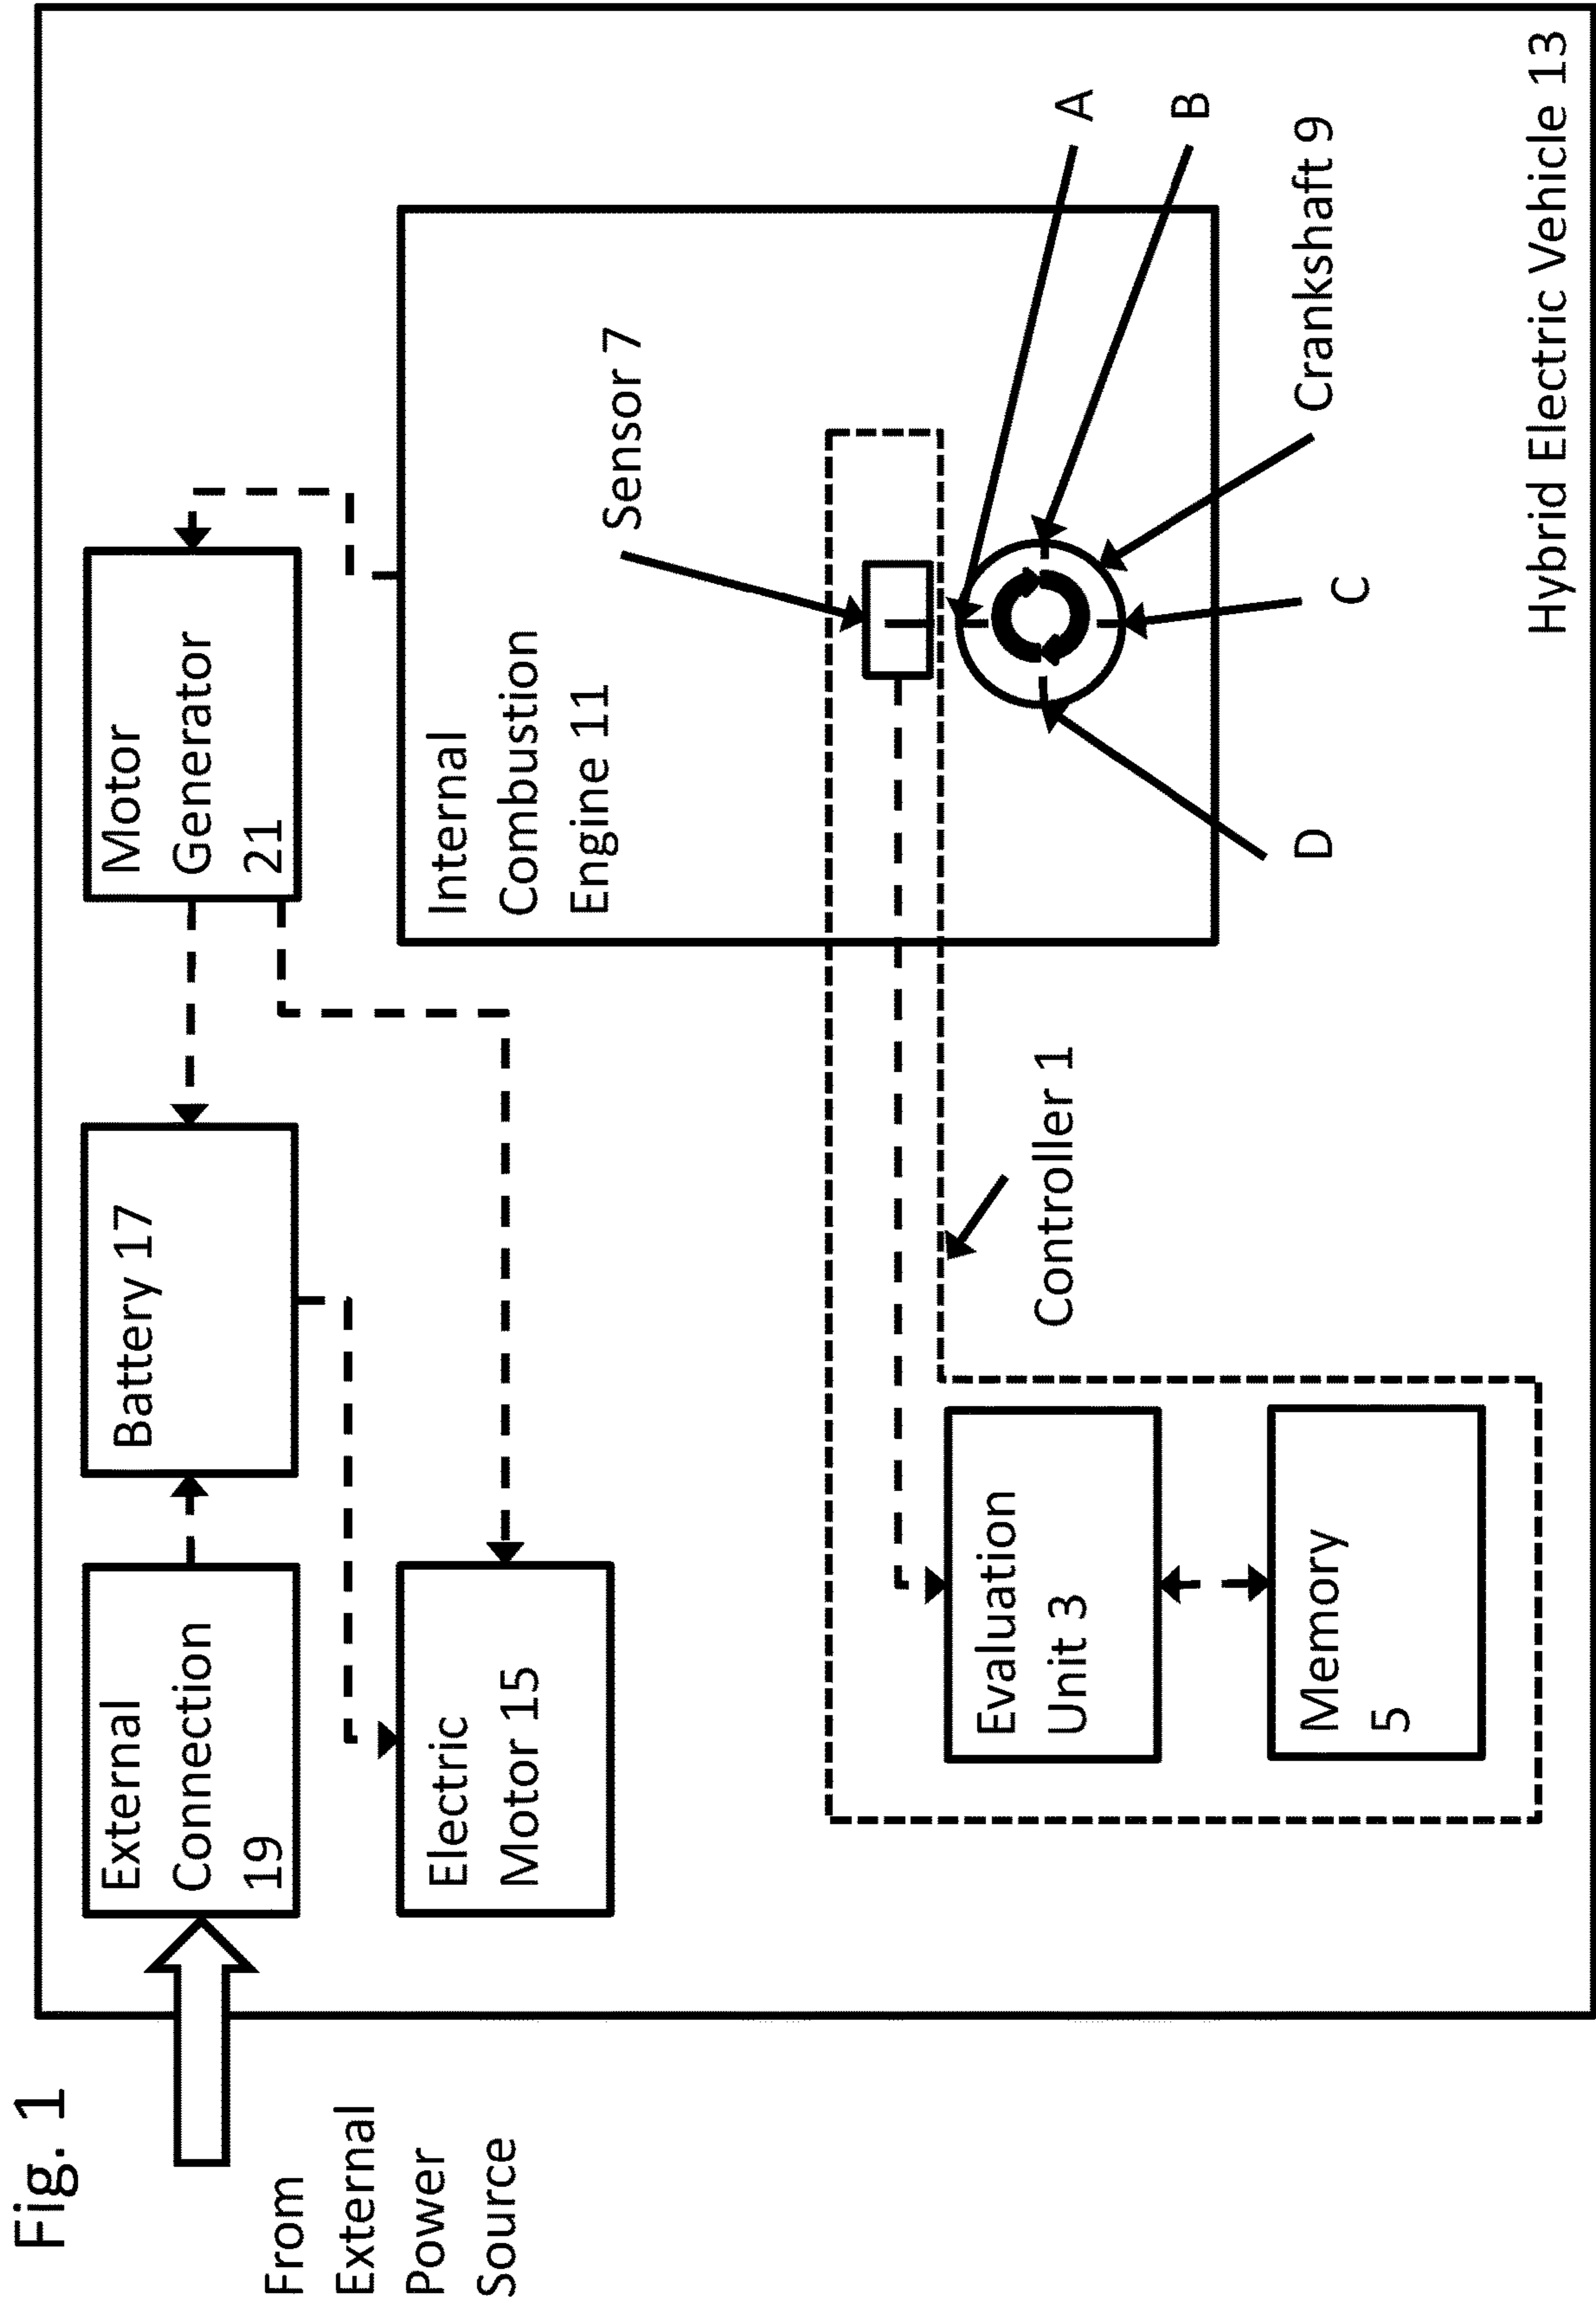 Fig. 1
From
External
Power
Source
External
Connection
19
Battery 17
Motor
Generator
21
Electric
Motor 15
Internal
Combustion
Engine 11
Sensor 7
Evaluation
Unit 3
Memory
5
Controller 1
A
B
C
D
Crankshaft 9
Hybrid Electric Vehicle 13